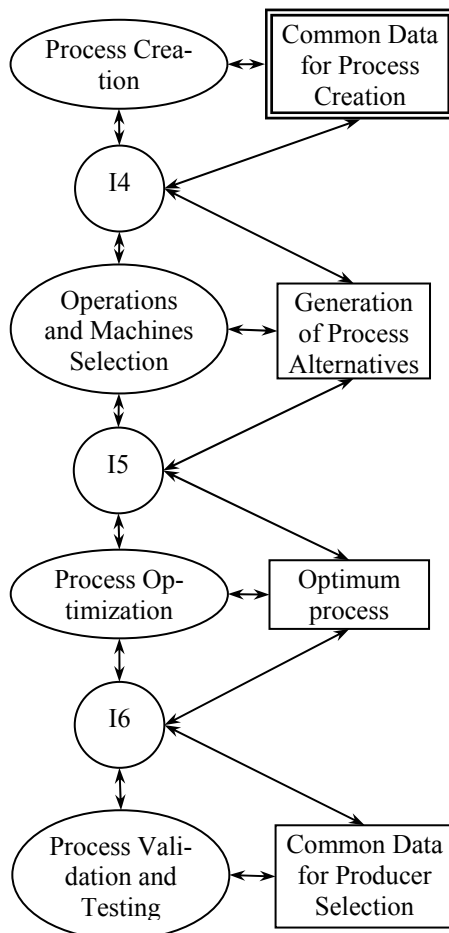 Process Crea-
tion
Common Data
for Process
Creation
I4
Operations
and Machines
Selection
Generation
of Process
Alternatives
I5
Process Op-
timization
Optimum
process
I6
Process Vali-
dation and
Testing
Common Data
for Producer
Selection